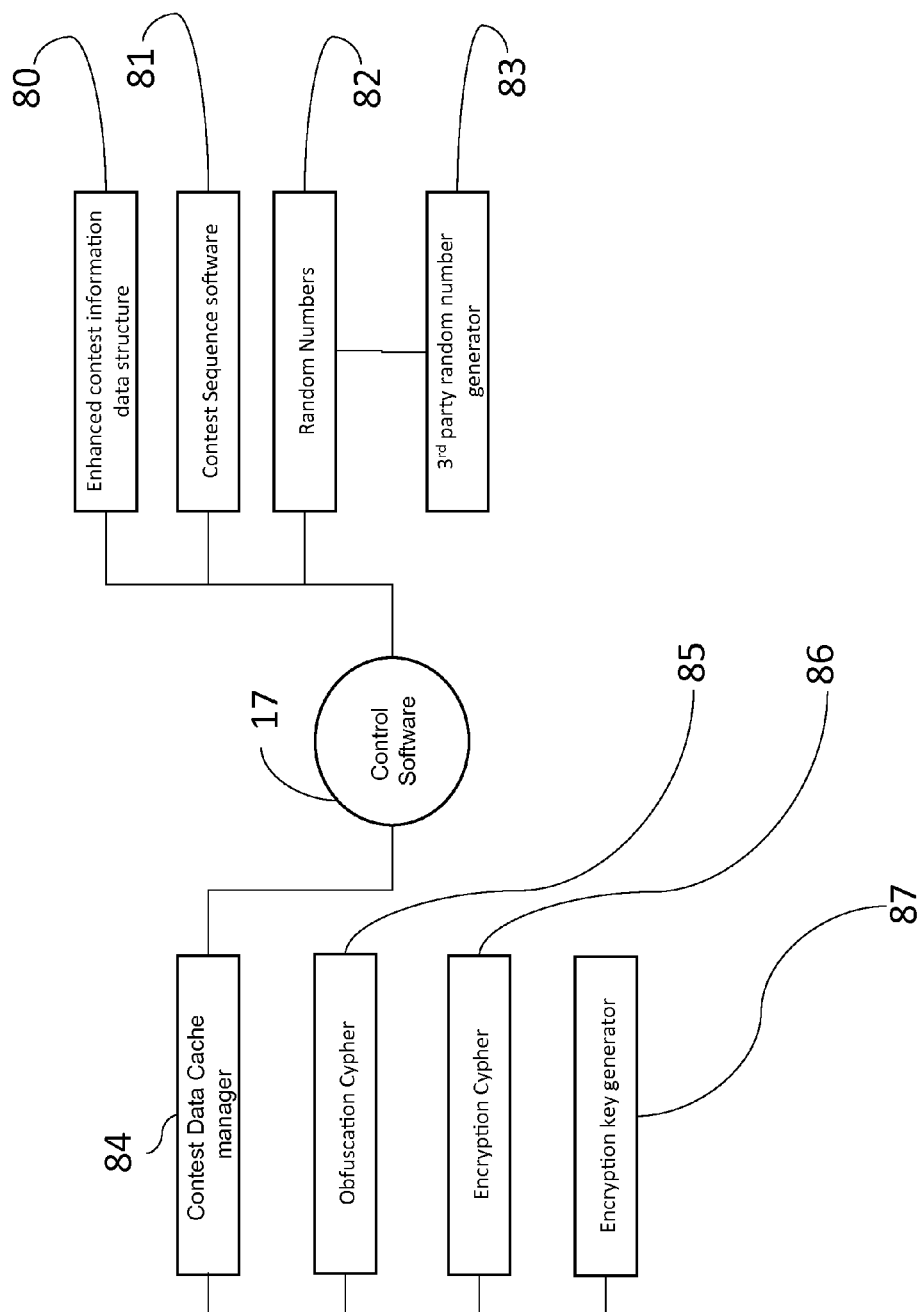 80
Enhanced contest information
data structure
81
Contest Sequence software
82
Random Numbers
83
3rd party random number
generator
17
Control
Software
84
Contest Data Cache
manager
85
Obfuscation Cypher
86
Encryption Cypher
87
Encryption key generator